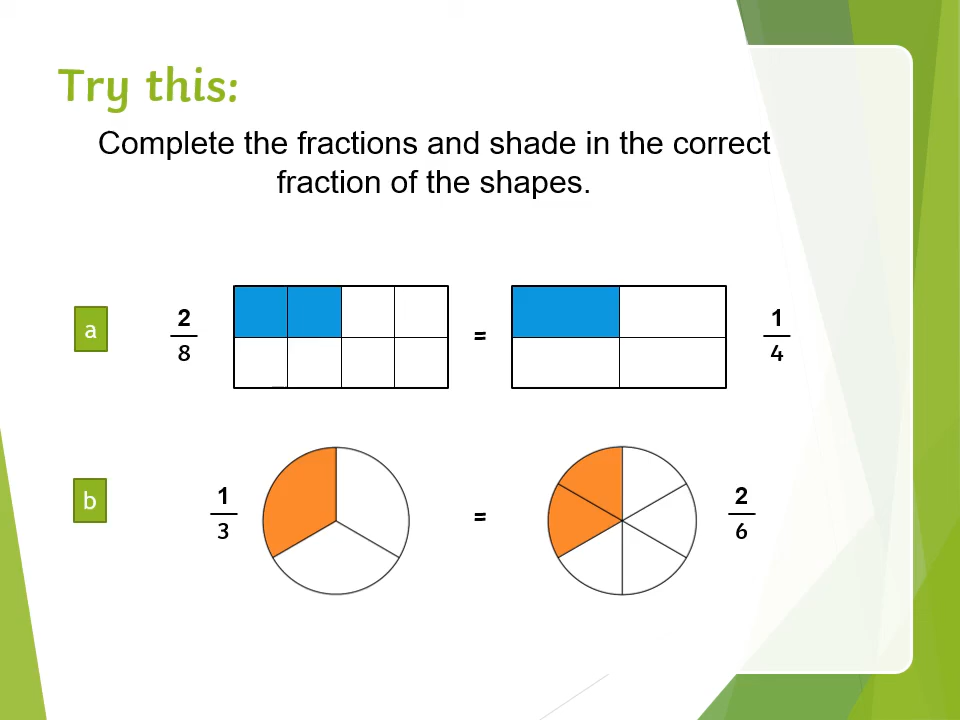 Try this:
Complete the fractions and shade in the correct
fraction of the shapes.
a
2
8
=
1
4
b
1
3
=
2
6